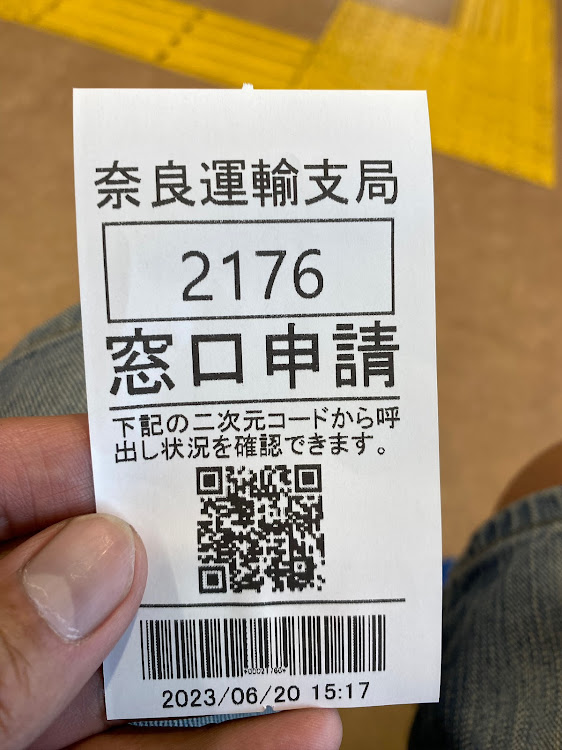 奈良運輸支局
2176
窓口申請
下記の二次元コードから呼
出し状況を確認できます。
2023/06/20 15:17